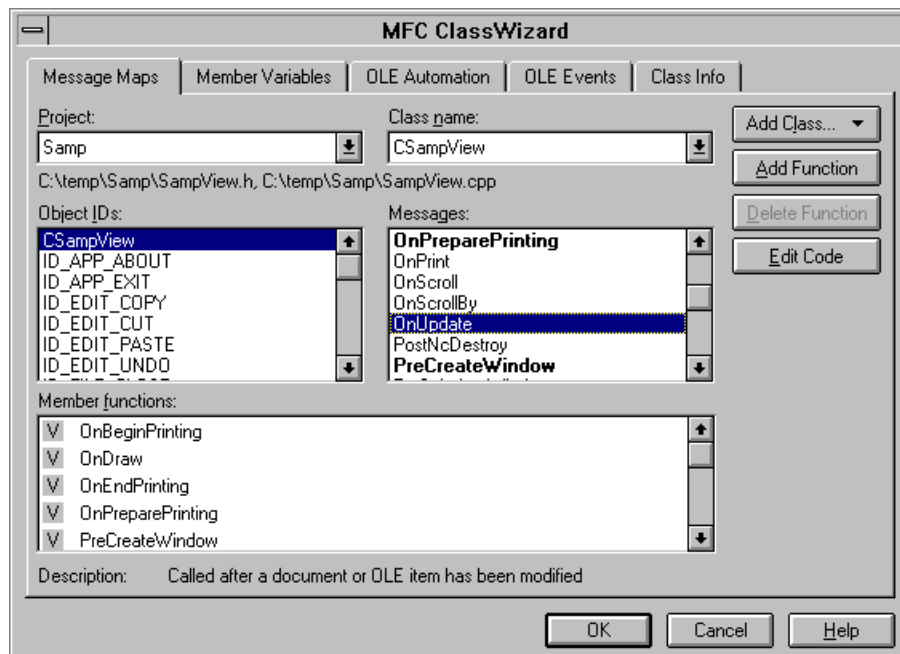 MFC ClassWizard
Message Maps Member Variables OLE Automation OLE Events Class Info
Project: Class name:
Samp CSampView
Add Class...
C:\temp\Samp\SampView.h, C:\temp\Samp\SampView.cpp
Add Function
Object IDs: Messages:
Delete Function
CSampView OnPreparePrinting
ID_APP_ABOUT OnPrint
Edit Code
ID_APP_EXIT OnScroll
ID_EDIT_COPY OnScrollBy
ID_EDIT_CUT OnUpdate
ID_EDIT_PASTE PostNcDestroy
ID_EDIT_UNDO PreCreateWindow
Member functions:
V OnBeginPrinting
V OnDraw
V OnEndPrinting
V OnPreparePrinting
V PreCreateWindow
Description: Called after a document or OLE item has been modified
OK Cancel Help